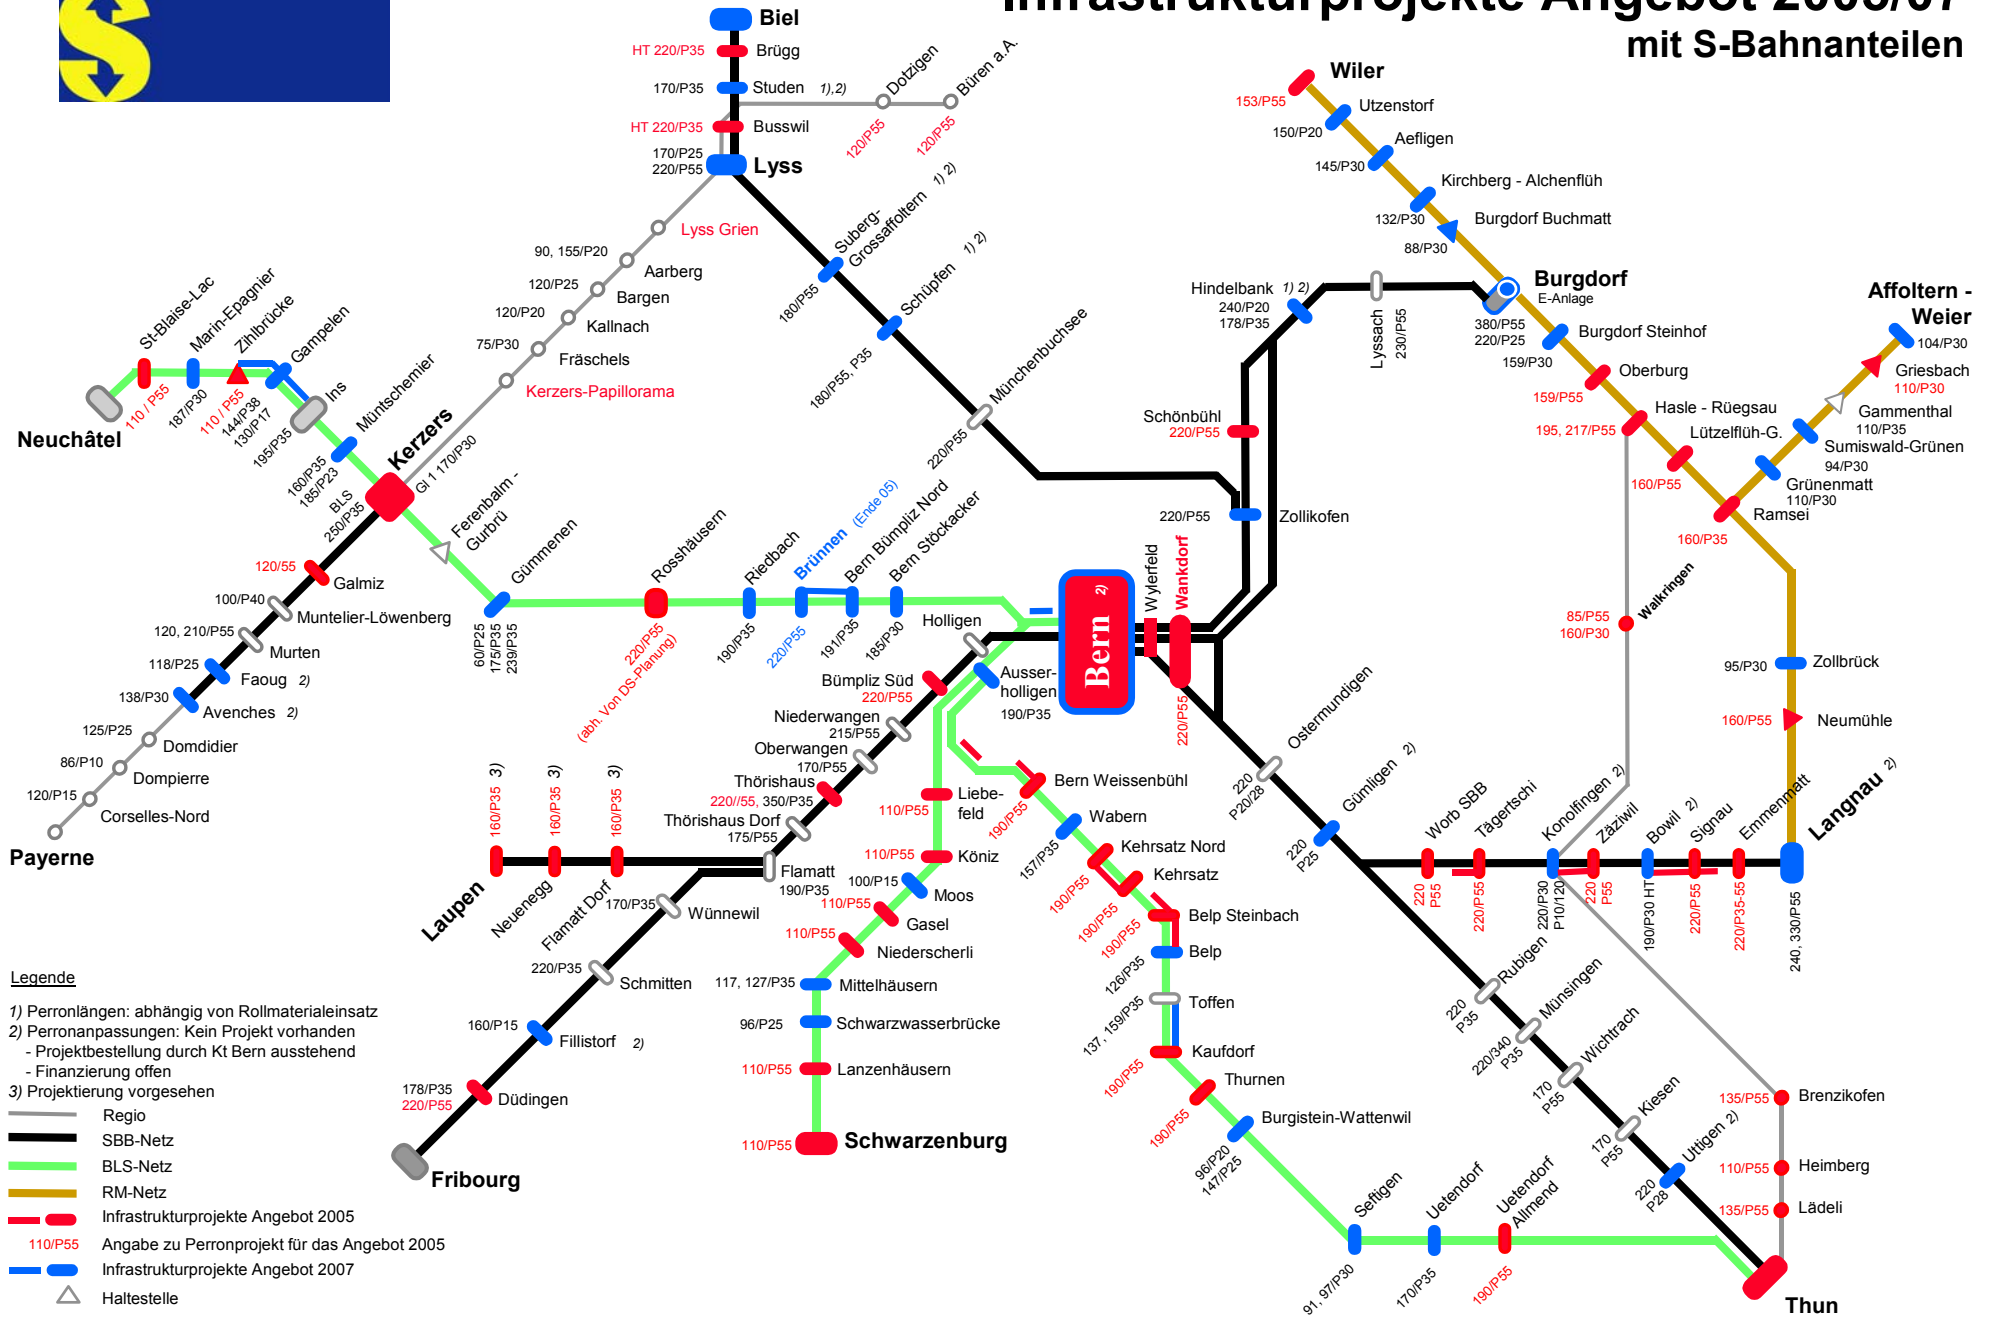 Infrastrukturprojekte Angebot 2006/07
mit S-Bahnanteilen
S
Biel
HT 220/P35
Brügg
170/P35
Studen 1),2)
HT 220/P35
Busswil
170/P25
220/P55
Lyss
Dotzigen
120/P55
Büren a.A.
120/P55
Lyss Grien
90, 155/P20
Aarberg
120/P25
Bargen
120/P20
Kallnach
75/P30
Fräschels
Kerzers-Papillorama
Suberg-
Grossaffoltern 1) 2)
180/P55
Schüpfen 1) 2)
180/P55, P35
Münchenbuchsee
220/P55
220/P55
Zollikofen
Wiler
153/P55
Utzenstorf
150/P20
Aefligen
145/P30
Kirchberg - Alchenflüh
132/P30
Burgdorf Buchmatt
88/P30
Burgdorf
E-Anlage
380/P55
220/P25
Hindelbank 1) 2)
240/P20
178/P35
Lyssach
230/P55
Schönbühl
220/P55
Burgdorf Steinhof
159/P30
Oberburg
159/P55
Hasle - Rüegsau
195, 217/P55
Lützelflüh-G.
160/P55
Ramsei
160/P35
Affoltern -
Weier
104/P30
Griesbach
110/P30
Gammenthal
110/P35
Sumiswald-Grünen
94/P30
Grünenmatt
110/P30
Walkringen
85/P55
160/P30
95/P30
Zollbrück
160/P55
Neumühle
Langnau 2)
240, 330/P55
Neuchâtel
St-Blaise-Lac
110 / P55
Marin-Epagnier
187/P30
Zihlbrücke
110 / P55
Gampelen
144/P38
130/P17
Ins
195/P35
Müntschemier
160/P35
185/P23
Kerzers
Gl 1 170/P30
BLS
250/P35
Ferenbalm -
Gurbrü
Gümmenen
60/P25
175/P35
239/P35
Rosshäusern
220/P55
(abh. Von DS-Planung)
Riedbach
190/P35
Brünnen (Ende 05)
220/P55
Bern Bümpliz Nord
191/P35
Bern Stöckacker
185/P30
Holligen
Ausser-
holligen
190/P35
Bern 2)
Wylerfeld
Wankdorf
220/P55
120/55
Galmiz
100/P40
Muntelier-Löwenberg
120, 210/P55
Murten
118/P25
Faoug 2)
138/P30
Avenches 2)
125/P25
Domdidier
86/P10
Dompierre
120/P15
Corselles-Nord
Payerne
Bümpliz Süd
220/P55
Niederwangen
215/P55
Oberwangen
170/P55
Thörishaus
220//55, 350/P35
Thörishaus Dorf
175/P55
Flamatt
190/P35
160/P35 3)
160/P35 3)
160/P35 3)
Laupen
Neuenegg
Flamatt Dorf
170/P35
Wünnewil
220/P35
Schmitten
160/P15
Fillistorf 2)
178/P35
220/P55
Düdingen
Fribourg
110/P55
Liebe-
feld
110/P55
Köniz
100/P15
Moos
110/P55
Gasel
110/P55
Niederscherli
117, 127/P35
Mittelhäusern
96/P25
Schwarzwasserbrücke
110/P55
Lanzenhäusern
110/P55
Schwarzenburg
Bern Weissenbühl
190/P55
Wabern
157/P35
Kehrsatz Nord
190/P55
Kehrsatz
190/P55
Belp Steinbach
190/P55
Belp
126/P35
Toffen
137, 159/P35
Kaufdorf
190/P55
Thurnen
190/P55
Burgistein-Wattenwil
96/P20
147/P25
Seftigen
91, 97/P30
Uetendorf
170/P35
Uetendorf
Allmend
190/P55
Thun
Ostermundigen
220
P20/28
Gümligen 2)
220
P25
Worb SBB
220
P55
Tägertschi
220/P55
Konolfingen 2)
220/P30
P10/120
Zäziwil
220
P55
Bowil 2)
190/P30 HT
Signau
220/P55
Emmenmatt
220/P35-55
Rubigen
220
P35
Münsingen
220/340
P35
Wichtrach
170
P55
Kiesen
170
P55
Uttigen 2)
220
P28
135/P55
Brenzikofen
110/P55
Heimberg
135/P55
Lädeli
Legende
1) Perronlängen: abhängig von Rollmaterialeinsatz
2) Perronanpassungen: Kein Projekt vorhanden
- Projektbestellung durch Kt Bern ausstehend
- Finanzierung offen
3) Projektierung vorgesehen
Regio
SBB-Netz
BLS-Netz
RM-Netz
Infrastrukturprojekte Angebot 2005
110/P55 Angabe zu Perronprojekt für das Angebot 2005
Infrastrukturprojekte Angebot 2007
Haltestelle